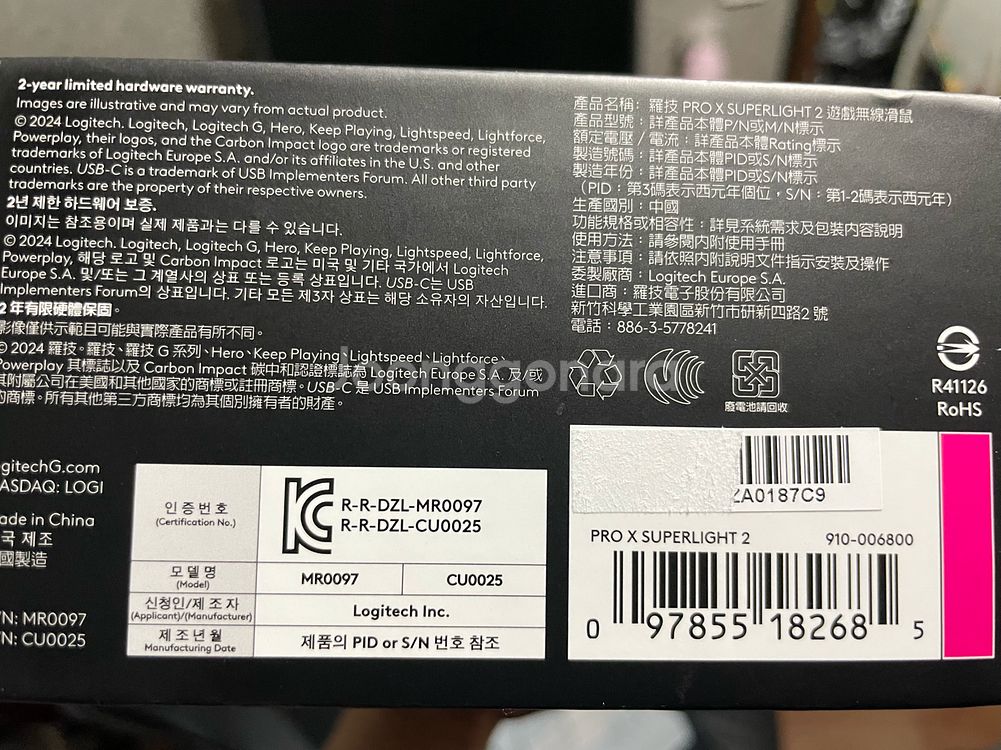 2-year limited hardware warranty.
Images are illustrative and may vary from actual product.
© 2024 Logitech. Logitech, Logitech G, Hero, Keep Playing, Lightspeed, Lightforce,
Powerplay, their logos, and the Carbon Impact logo are trademarks or registered
trademarks of Logitech Europe S.A. and/or its affiliates in the U.S. and other
countries. USB-C is a trademark of USB Implementers Forum. All other third party
trademarks are the property of their respective owners.
2년 제한 하드웨어 보증.
이미지는 참조용이며 실제 제품과는 다를 수 있습니다.
© 2024 Logitech. Logitech, Logitech G, Hero, Keep Playing, Lightspeed, Lightforce,
Powerplay, 해당 로고 및 Carbon Impact 로고는 미국 및 기타 국가에서 Logitech
Europe S.A. 및/또는 그 계열사의 상표 또는 등록 상표입니다. USB-C는 USB
Implementers Forum의 상표입니다. 기타 모든 제3자 상표는 해당 소유자의 자산입니다.
2 年有限硬體保固。
影像僅供示範且可能與實際產品有所不同。
© 2024 羅技。羅技、羅技 G 系列、Hero、Keep Playing、Lightspeed、Lightforce、
Powerplay 其標誌以及 Carbon Impact 碳中和認證標誌為 Logitech Europe S.A. 及/或
其附屬公司在美國和其他國家的商標或註冊商標。USB-C 是 USB Implementers Forum
的商標。所有其他第三方商標均為其個別擁有者的財產。
產品名稱: 羅技 PRO X SUPERLIGHT 2 遊戲無線滑鼠
產品型號：詳產品本體P/N或M/N標示
額定電壓 / 電流：詳產品本體Rating標示
製造號碼：詳產品本體PID或S/N標示
製造年份：詳產品本體PID或S/N標示
（PID：第3碼表示西元年個位，S/N：第1-2碼表示西元年）
生產國別：中國
功能規格或相容性：詳見系統需求及包裝內容說明
使用方法：請參閱內附使用手冊
注意事項：請依照內附說明文件指示安裝及操作
委製廠商：Logitech Europe S.A.
進口商：羅技電子股份有限公司
新竹科學工業園區新竹市研新四路2 號
電話：886-3-5778241
廢電池請回收
R41126
RoHS
gitechG.com
ASDAQ: LOGI
ade in China
국 제조
國製造
/N: MR0097
/N: CU0025
인 증 번 호
(Certification No.)
R-R-DZL-MR0097
R-R-DZL-CU0025
모 델 명
(Model)
MR0097
CU0025
신청인/제 조 자
(Applicant)/(Manufacturer)
Logitech Inc.
제 조 년 월
Manufacturing Date
제품의 PID or S/N 번호 참조
ZA0187C9
PRO X SUPERLIGHT 2
910-006800
0 97855 18268 5